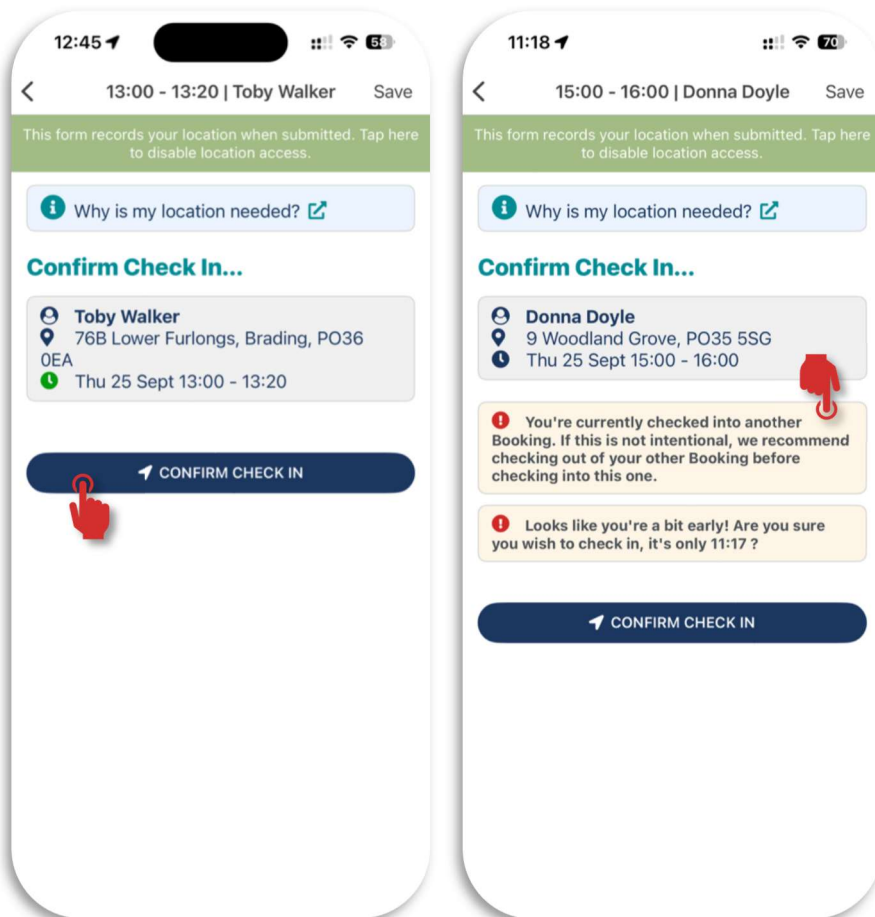 12:45
58
13:00 - 13:20 | Toby Walker
Save
This form records your location when submitted. Tap here
to disable location access.
Why is my location needed?
Confirm Check In...
Toby Walker
76B Lower Furlongs, Brading, PO36
0EA
Thu 25 Sept 13:00 - 13:20
CONFIRM CHECK IN
11:18
70
15:00 - 16:00 | Donna Doyle
Save
This form records your location when submitted. Tap here
to disable location access.
Why is my location needed?
Confirm Check In...
Donna Doyle
9 Woodland Grove, PO35 5SG
Thu 25 Sept 15:00 - 16:00
You're currently checked into another
Booking. If this is not intentional, we recommend
checking out of your other Booking before
checking into this one.
Looks like you're a bit early! Are you sure
you wish to check in, it's only 11:17 ?
CONFIRM CHECK IN